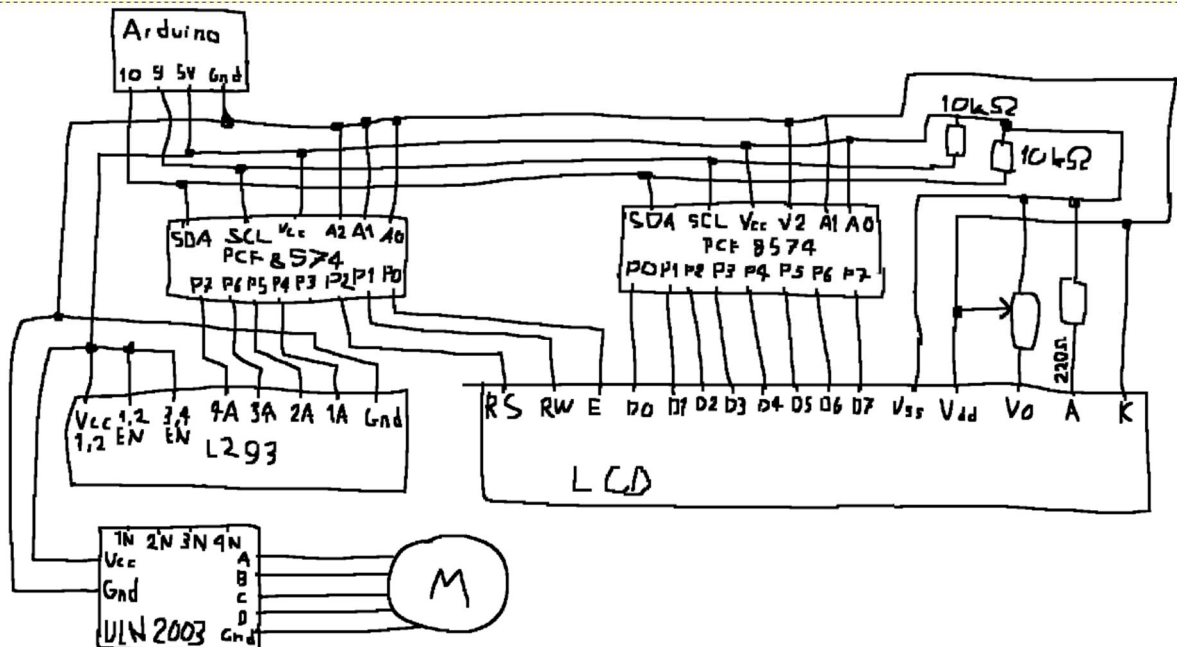 Arduino
10 9 5V Gnd
10kΩ
10kΩ
SDA SCL Vcc A2 A1 A0
PCF 8574
P7 P6 P5 P4 P3 P2 P1 P0
SDA SCL Vcc V2 A1 A0
PCF 8574
P0 P1 P2 P3 P4 P5 P6 P7
220Ω
Vcc 1,2 3,4 4A 3A 2A 1A Gnd
1,2 EN EN
L293
RS RW E D0 D1 D2 D3 D4 D5 D6 D7 Vss Vdd V0 A K
LCD
1N 2N 3N 4N
Vcc A
B
Gnd C
D
ULN 2003 Gnd
M